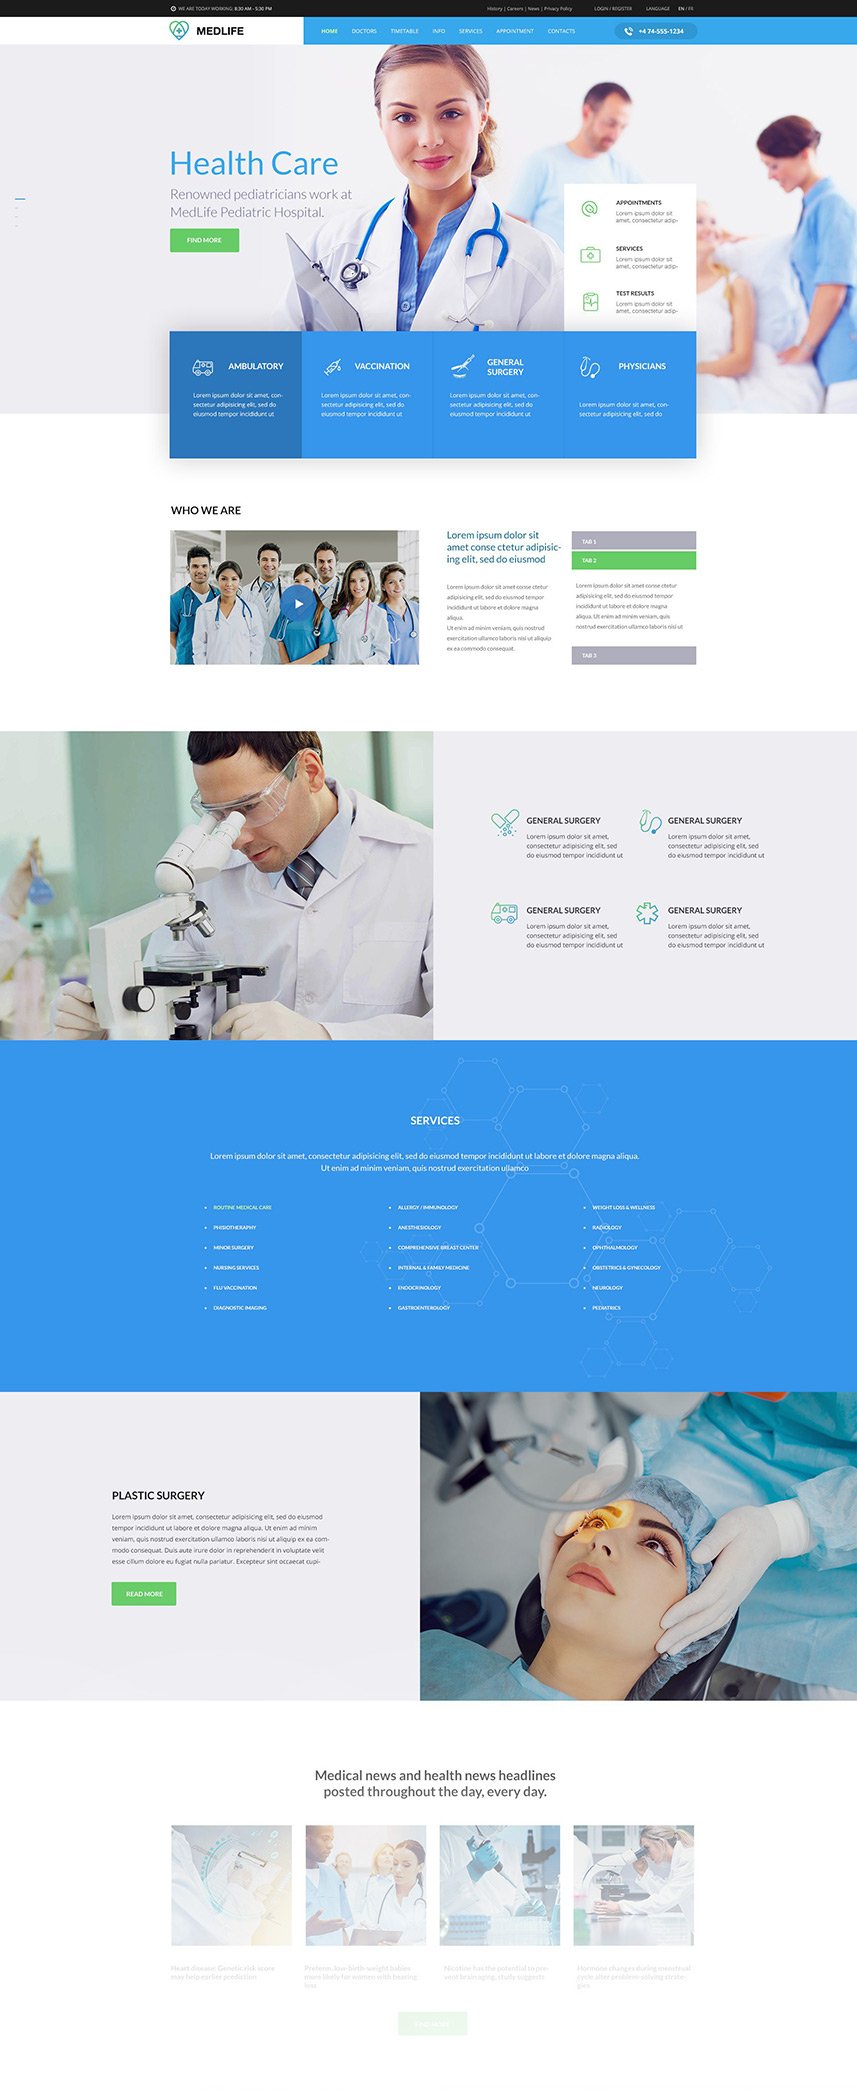 WE ARE TODAY WORKING: 8:30 AM - 5:30 PM
History | Careers | News | Privacy Policy
LOGIN / REGISTER
LANGUAGE
EN / FR
MEDLIFE
HOME
DOCTORS
TIMETABLE
INFO
SERVICES
APPOINTMENT
CONTACTS
+4 74-555-1234
Health Care
Renowned pediatricians work at
MedLife Pediatric Hospital.
FIND MORE
APPOINTMENTS
Lorem ipsum dolor sit
amet, consectetur adip-
SERVICES
Lorem ipsum dolor sit
amet, consectetur adip-
TEST RESULTS
Lorem ipsum dolor sit
amet, consectetur adip-
AMBULATORY
Lorem ipsum dolor sit amet, con-
sectetur adipisicing elit, sed do
eiusmod tempor incididunt ut
VACCINATION
Lorem ipsum dolor sit amet, con-
sectetur adipisicing elit, sed do
eiusmod tempor incididunt ut
GENERAL
SURGERY
Lorem ipsum dolor sit amet, con-
sectetur adipisicing elit, sed do
eiusmod tempor incididunt ut
PHYSICIANS
Lorem ipsum dolor sit amet, con-
sectetur adipisicing elit, sed do
WHO WE ARE
Lorem ipsum dolor sit
amet conse ctetur adipisic-
ing elit, sed do eiusmod
Lorem ipsum dolor sit amet, consectetur
adipisicing elit, sed do eiusmod tempor
incididunt ut labore et dolore magna
aliqua.
Ut enim ad minim veniam, quis nostrud
exercitation ullamco laboris nisi ut aliquip
ex ea commodo consequat.
TAB 1
TAB 2
Lorem ipsum dolor sit amet, consectetur
adipisicing elit, sed do eiusmod tempor
incididunt ut labore et dolore magna
aliqua. Ut enim ad minim veniam, quis
nostrud exercitation ullamco laboris nisi ut
TAB 3
GENERAL SURGERY
Lorem ipsum dolor sit amet,
consectetur adipisicing elit, sed
do eiusmod tempor incididunt ut
GENERAL SURGERY
Lorem ipsum dolor sit amet,
consectetur adipisicing elit, sed
do eiusmod tempor incididunt ut
GENERAL SURGERY
Lorem ipsum dolor sit amet,
consectetur adipisicing elit, sed
do eiusmod tempor incididunt ut
GENERAL SURGERY
Lorem ipsum dolor sit amet,
consectetur adipisicing elit, sed
do eiusmod tempor incididunt ut
SERVICES
Lorem ipsum dolor sit amet, consectetur adipisicing elit, sed do eiusmod tempor incididunt ut labore et dolore magna aliqua.
Ut enim ad minim veniam, quis nostrud exercitation ullamco
ROUTINE MEDICAL CARE
PHISIOTHERAPHY
MINOR SURGERY
NURSING SERVICES
FLU VACCINATION
DIAGNOSTIC IMAGING
ALLERGY / IMMUNOLOGY
ANESTHESIOLOGY
COMPREHENSIVE BREAST CENTER
INTERNAL & FAMILY MEDICINE
ENDOCRINOLOGY
GASTROENTEROLOGY
WEIGHT LOSS & WELLNESS
RADIOLOGY
OPHTHALMOLOGY
OBSTETRICS & GYNECOLOGY
NEUROLOGY
PEDIATRICS
PLASTIC SURGERY
Lorem ipsum dolor sit amet, consectetur adipisicing elit, sed do eiusmod tempor
incididunt ut labore et dolore magna aliqua. Ut enim ad minim
veniam, quis nostrud exercitation ullamco laboris nisi ut aliquip ex ea com-
modo consequat. Duis aute irure dolor in reprehenderit in voluptate velit
esse cillum dolore eu fugiat nulla pariatur. Excepteur sint occaecat cupi-
READ MORE
Medical news and health news headlines
posted throughout the day, every day.
Heart disease: Genetic risk score
may help earlier prediction
Preterm, low-birth-weight babies
more likely for women with hearing
loss
Nicotine has the potential to pre-
vent brain aging, study suggests
Hormone changes during menstrual
cycle alter problem-solving strate-
gies
FIND MORE